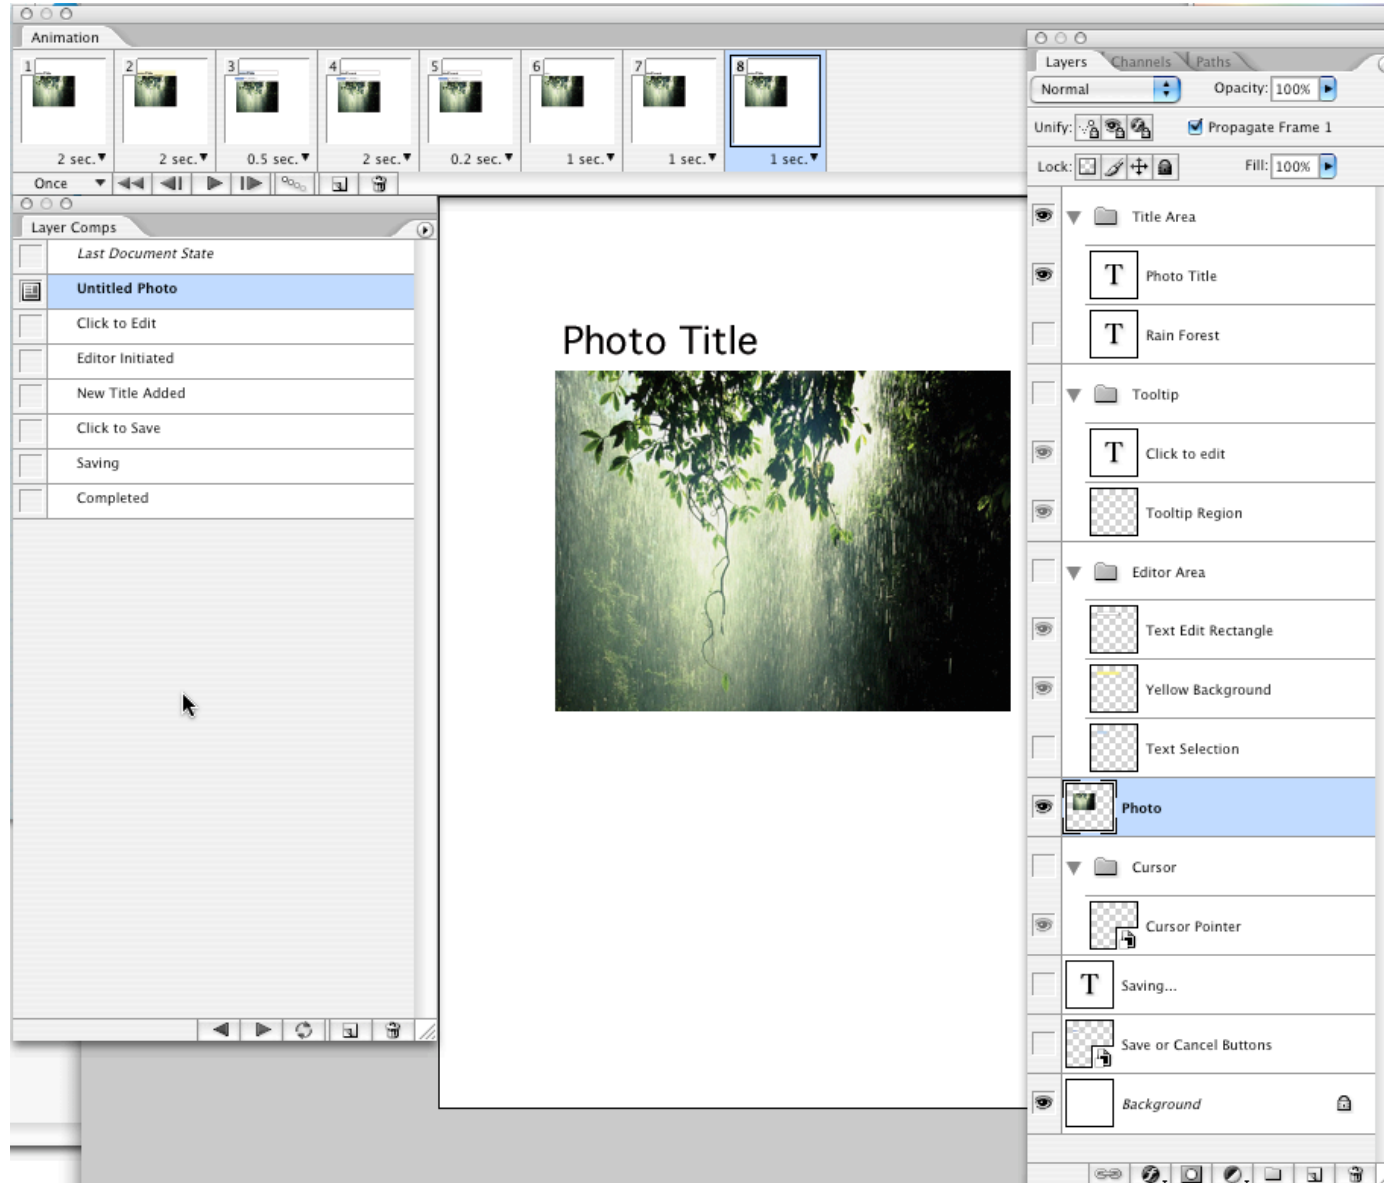 Animation
1 2 3 4 5 6 7 8
2 sec. 2 sec. 0.5 sec. 2 sec. 0.2 sec. 1 sec. 1 sec. 1 sec.
Once
Layer Comps
Last Document State
Untitled Photo
Click to Edit
Editor Initiated
New Title Added
Click to Save
Saving
Completed
Photo Title
Layers Channels Paths
Normal Opacity: 100%
Unify: Propagate Frame 1
Lock: Fill: 100%
Title Area
T Photo Title
T Rain Forest
Tooltip
T Click to edit
Tooltip Region
Editor Area
Text Edit Rectangle
Yellow Background
Text Selection
Photo
Cursor
Cursor Pointer
T Saving...
Save or Cancel Buttons
Background